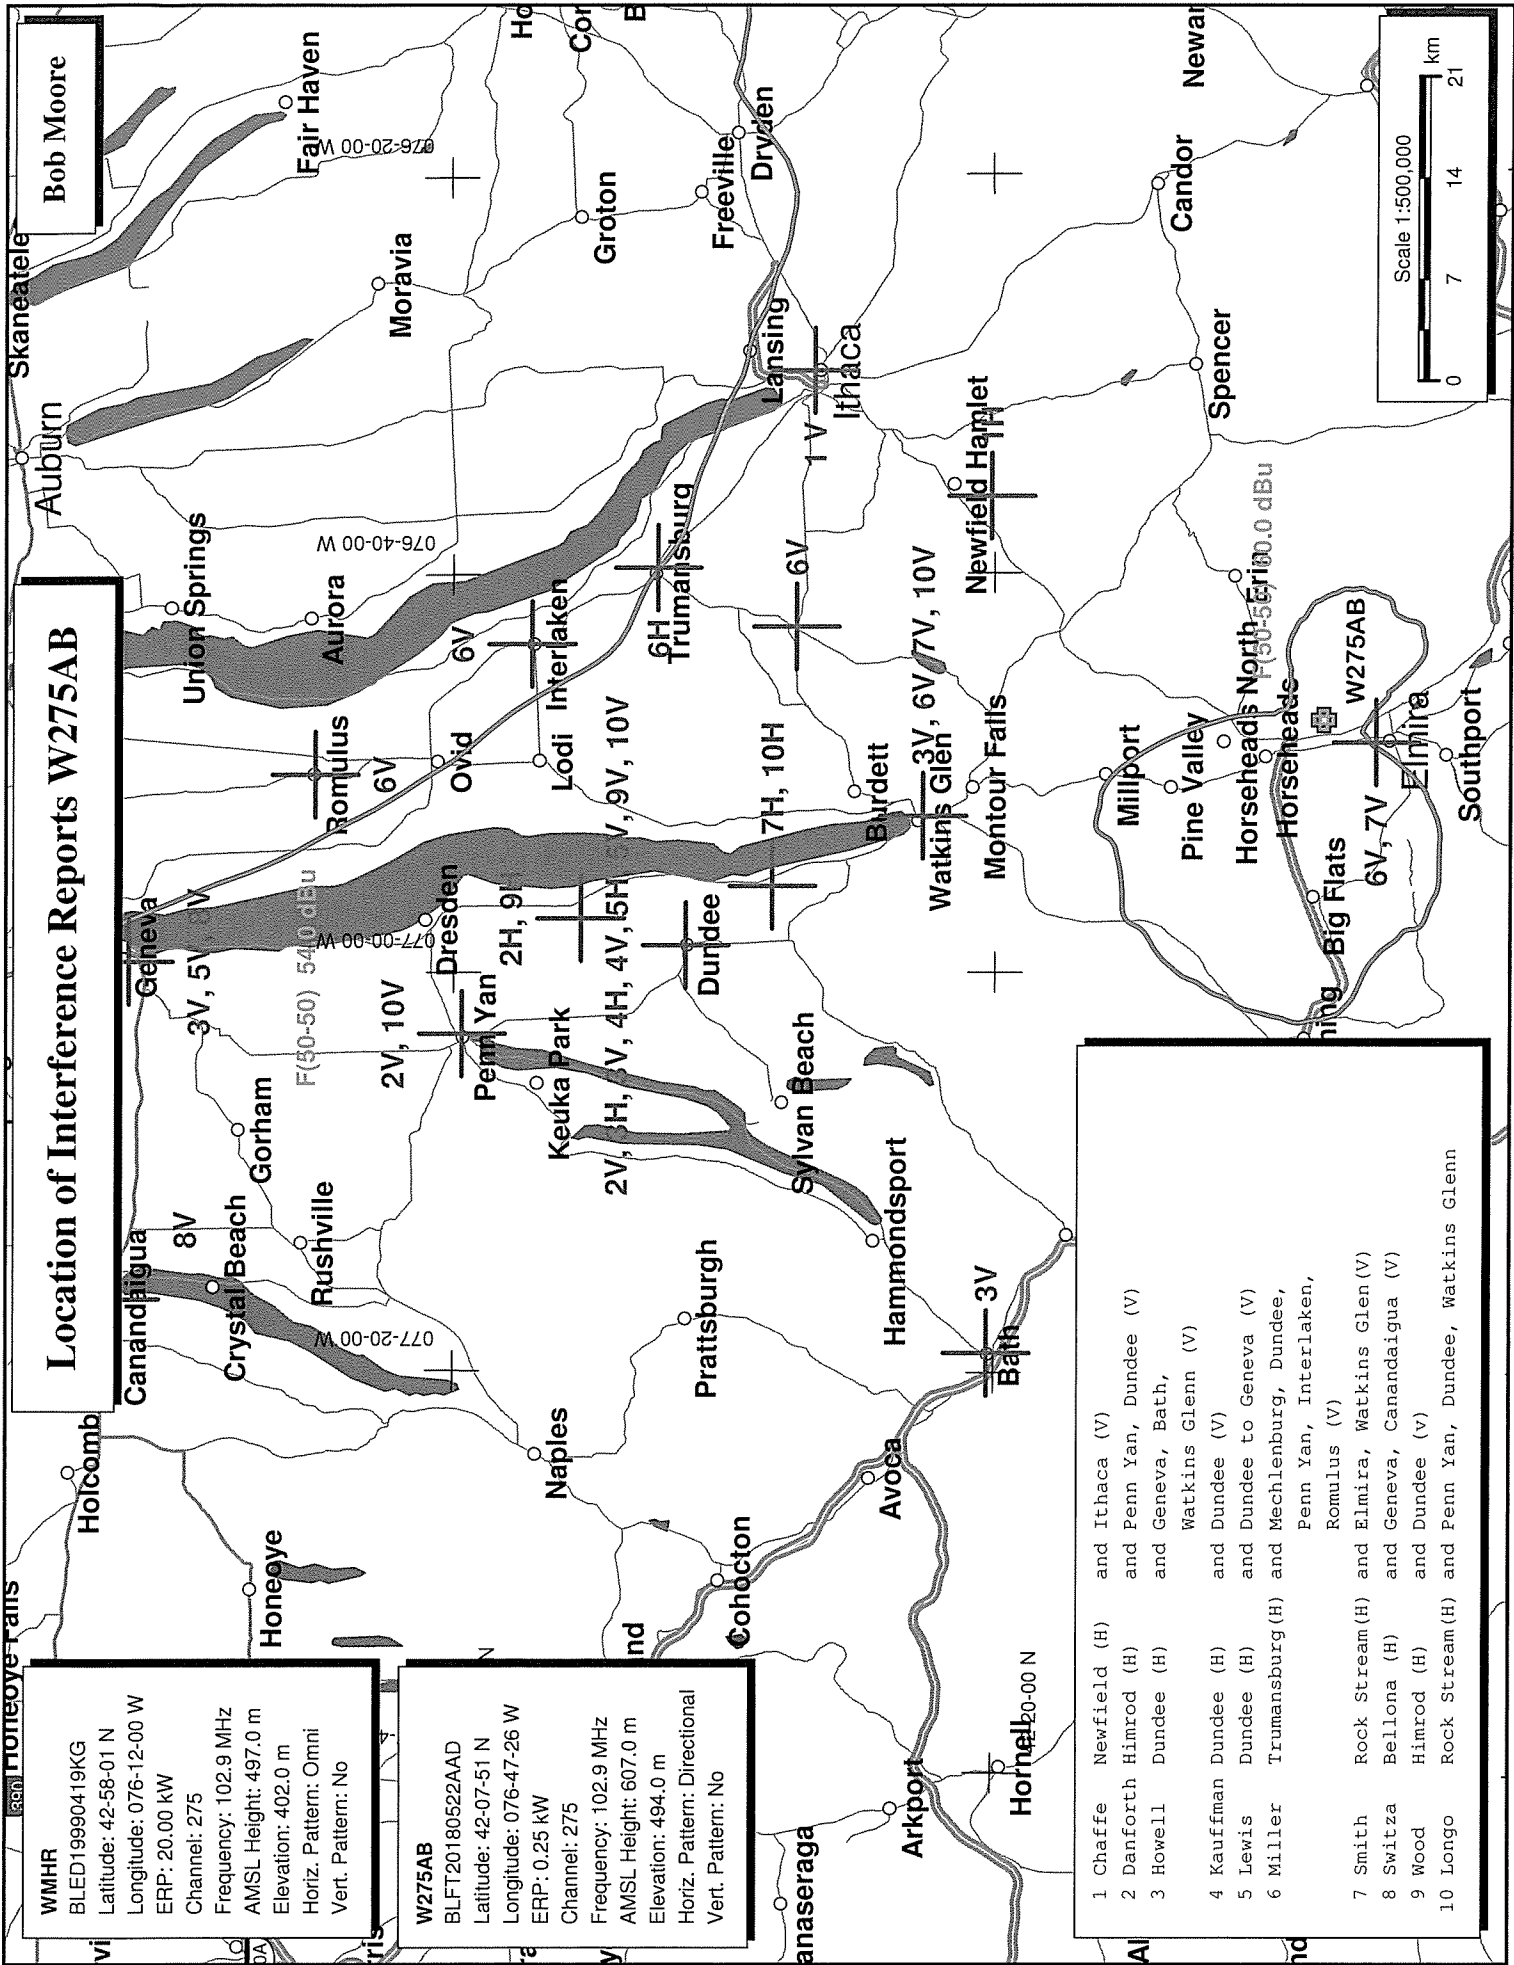 Location of Interference Reports W275AB
Bob Moore
WMHR
BLED19990419KG
Latitude: 42-58-01 N
Longitude: 076-12-00 W
ERP: 20.00 kW
Channel: 275
Frequency: 102.9 MHz
AMSL Height: 497.0 m
Elevation: 402.0 m
Horiz. Pattern: Omni
Vert. Pattern: No
W275AB
BLFT20180522AAD
Latitude: 42-07-51 N
Longitude: 076-47-26 W
ERP: 0.25 kW
Channel: 275
Frequency: 102.9 MHz
AMSL Height: 607.0 m
Elevation: 494.0 m
Horiz. Pattern: Directional
Vert. Pattern: No
390
Honeoye Falls
Holcomb
Honeoye
Canandaigua
8V
Crystal Beach
Rushville
Gorham
Geneva
3V, 5V, 8V
F(50-50) 54.0 dBu
077-20-00 W
077-00-00 W
076-40-00 W
076-20-00 W
Auburn
Union Springs
Aurora
Romulus
6V
Ovid
Lodi
6V
Interlaken
Moravia
Fair Haven
Groton
Freeville
Dryden
Lansing
Ithaca
1 V
6H
Trumansburg
6V
Naples
Prattsburgh
2V, 10V
Penn Yan
Keuka Park
Dresden
2H, 9H
Dundee
7H, 10H
Sylvan Beach
Hammondsport
Burdett
3V, 6V, 7V, 10V
Watkins Glen
Montour Falls
Newfield Hamlet
1H
Cohocton
Avoca
Bath
3V
Arkport
Hornell
Millport
Pine Valley
Horseheads North
Horseheads
Erin
F(50-50) 60.0 dBu
W275AB
Big Flats
6V, 7V
Elmira
Southport
Spencer
Candor
Scale 1:500,000
0 7 14 21 km
1 Chaffe Newfield (H) and Ithaca (V)
2 Danforth Himrod (H) and Penn Yan, Dundee (V)
3 Howell Dundee (H) and Geneva, Bath,
Watkins Glenn (V)
4 Kauffman Dundee (H) and Dundee (V)
5 Lewis Dundee (H) and Dundee to Geneva (V)
6 Miller Trumansburg(H) and Mechlenburg, Dundee,
Penn Yan, Interlaken,
Romulus (V)
7 Smith Rock Stream(H) and Elmira, Watkins Glen(V)
8 Switza Bellona (H) and Geneva, Canandaigua (V)
9 Wood Himrod (H) and Dundee (v)
10 Longo Rock Stream(H) and Penn Yan, Dundee, Watkins Glenn